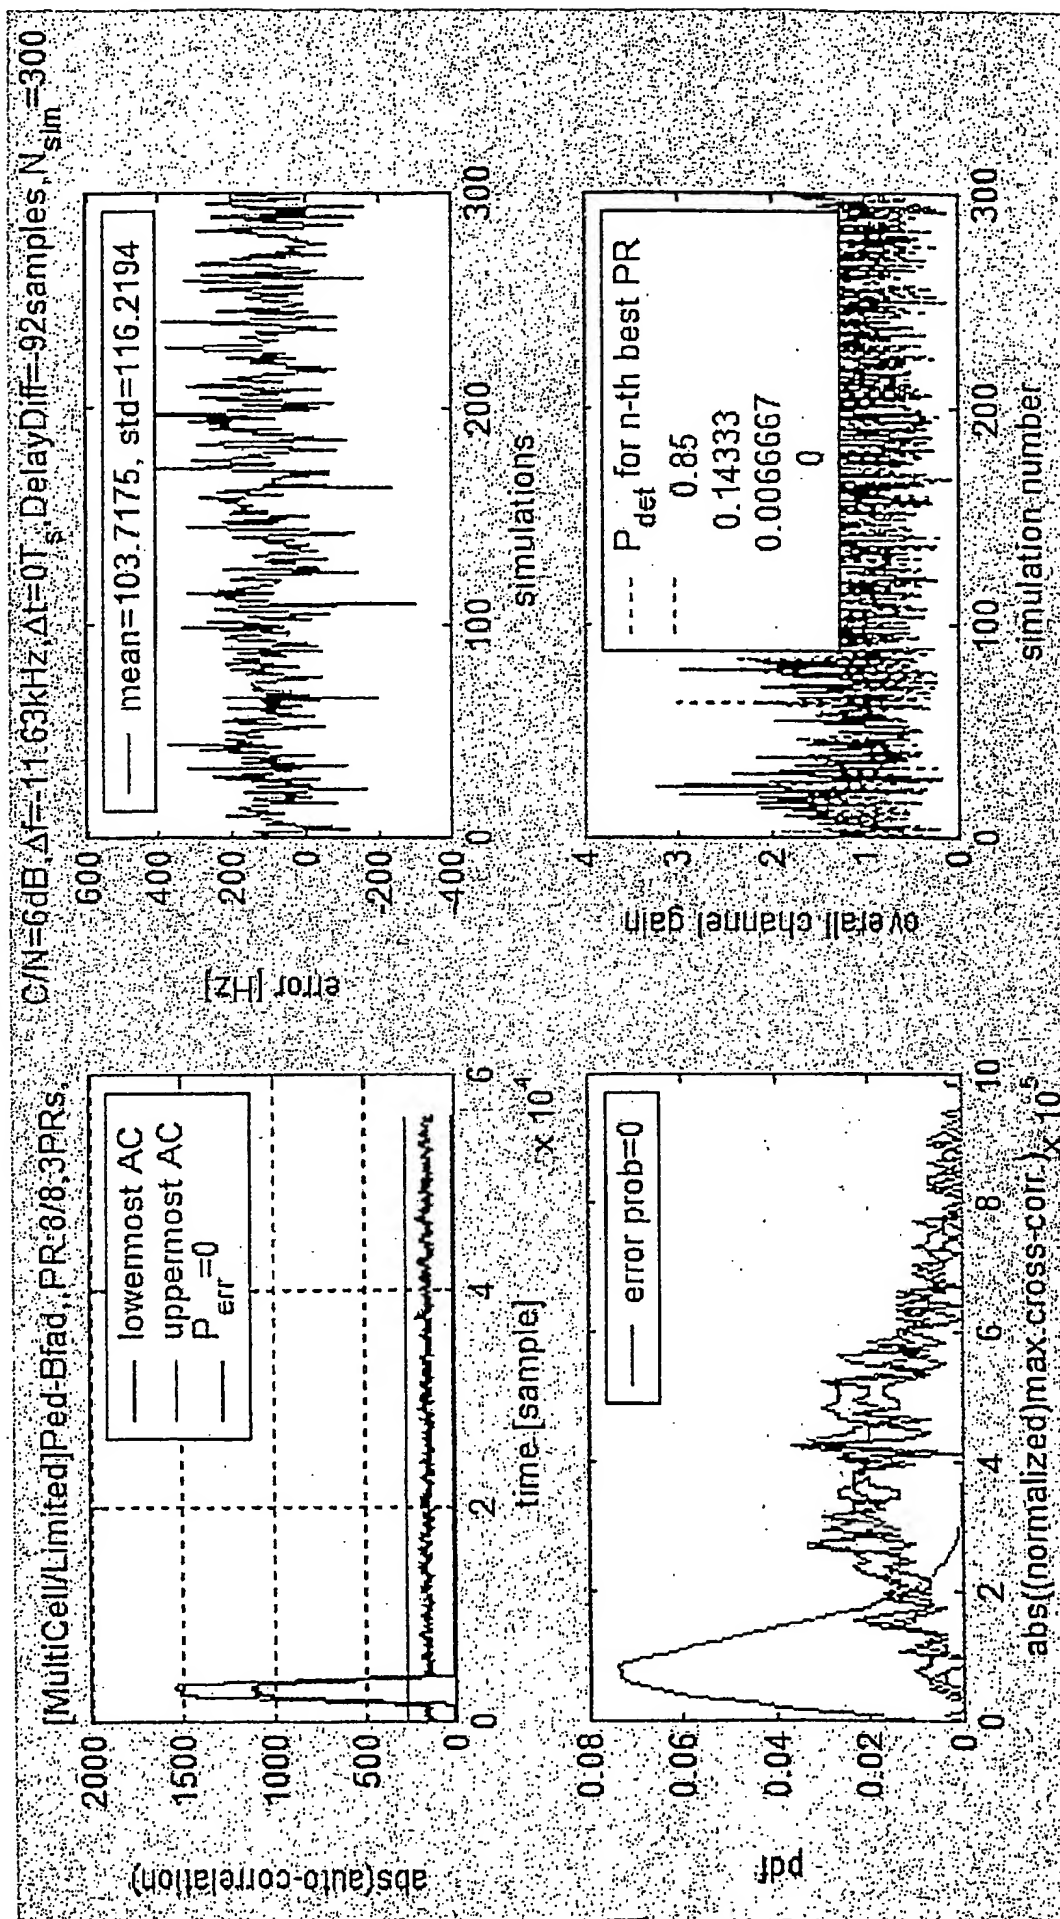 [MultiCell/Limited]Ped-Bfad,,PR:8/8,3PRs, C/N=6dB,Δf=-11.63kHz,Δt=0T_s,DelayDiff=-92samples,N_sim=300
2000
1500
1000
500
0
abs(auto-correlation)
lowermost AC
uppermost AC
P_err=0
0
2
4
6
x 10^4
time [sample]
600
400
200
0
-200
-400
error [Hz]
mean=103.7175, std=116.2194
0
100
200
300
simulations
0.08
0.06
0.04
0.02
0
pdf
error prob=0
0
2
4
6
8
10
x 10^-5
abs((normalized)max.cross-corr.)
4
3
2
1
0
overall channel gain
P_det for n-th best PR
0.85
0.14333
0.0066667
0
0
100
200
300
simulation number